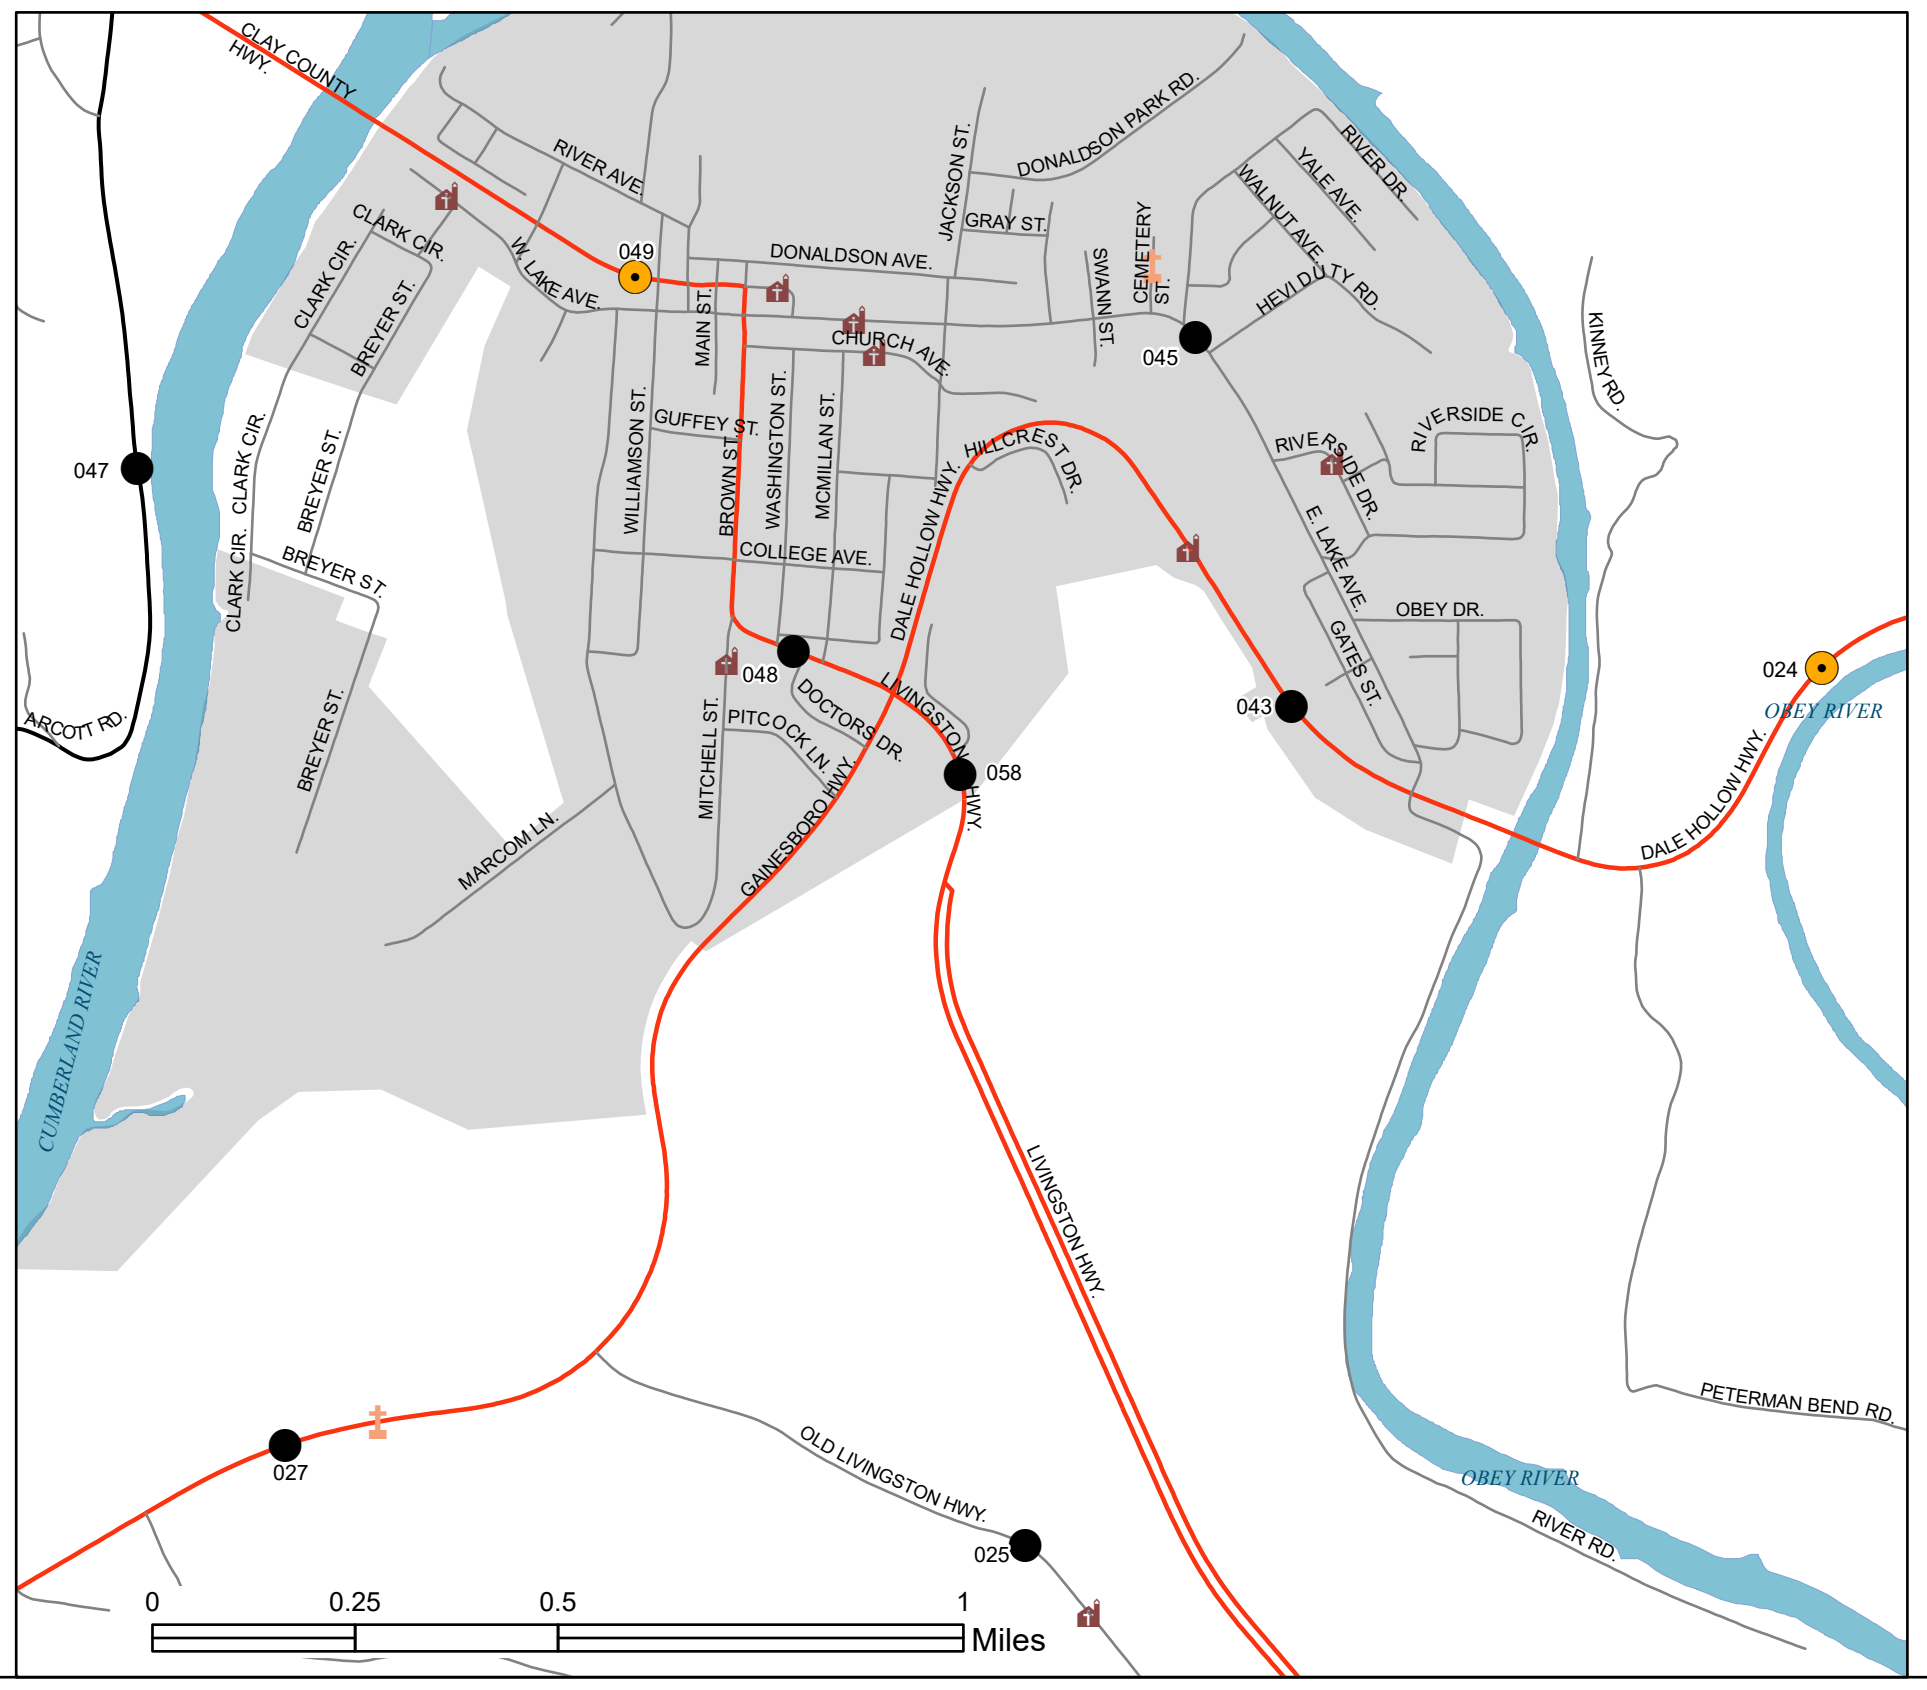 CLAY COUNTY
HWY.
RIVER AVE.
JACKSON ST.
DONALDSON PARK RD.
RIVER DR.
YALE AVE.
WALNUT AVE.
CLARK CIR.
CLARK CIR.
W. LAKE AVE.
049
DONALDSON AVE.
GRAY ST.
SWANN ST.
CEMETERY
ST.
HEVI DUTY RD.
BREYER ST.
MAIN ST.
CHURCH AVE.
045
KINNEY RD.
CLARK CIR.
BREYER ST.
WILLIAMSON ST.
GUFFEY ST.
BROWN ST.
WASHINGTON ST.
MCMILLAN ST.
HILLCREST DR.
RIVERSIDE DR.
RIVERSIDE CIR.
047
CLARK CIR.
BREYER ST.
COLLEGE AVE.
DALE HOLLOW HWY.
E. LAKE AVE.
OBEY DR.
GATES ST.
048
LIVINGSTON HWY.
043
024
OBEY RIVER
ARCOTT RD.
BREYER ST.
MITCHELL ST.
PITCOCK LN.
DOCTORS DR.
058
DALE HOLLOW HWY.
MARCOM LN.
GAINESBORO HWY.
CUMBERLAND RIVER
LIVINGSTON HWY.
PETERMAN BEND RD.
027
OLD LIVINGSTON HWY.
OBEY RIVER
RIVER RD.
025
0 0.25 0.5 1
Miles